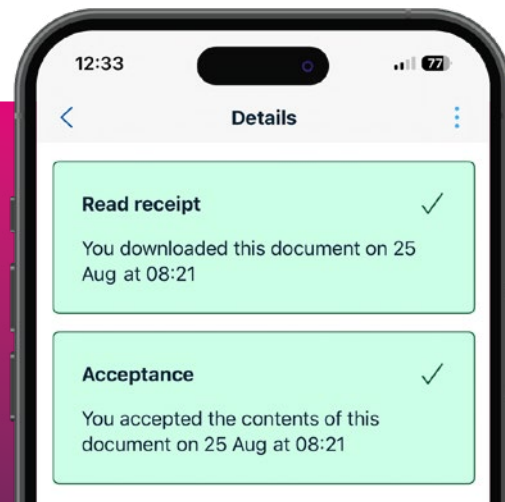 12:33
77
Details
Read receipt
You downloaded this document on 25
Aug at 08:21
Acceptance
You accepted the contents of this
document on 25 Aug at 08:21